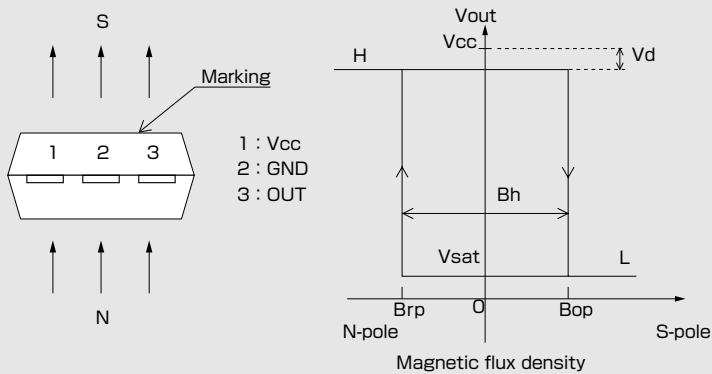 S
Marking
1 2 3
1 : Vcc
2 : GND
3 : OUT
N
Vout
Vcc
H
Vd
Bh
Vsat
L
Brp
O
Bop
N-pole
S-pole
Magnetic flux density